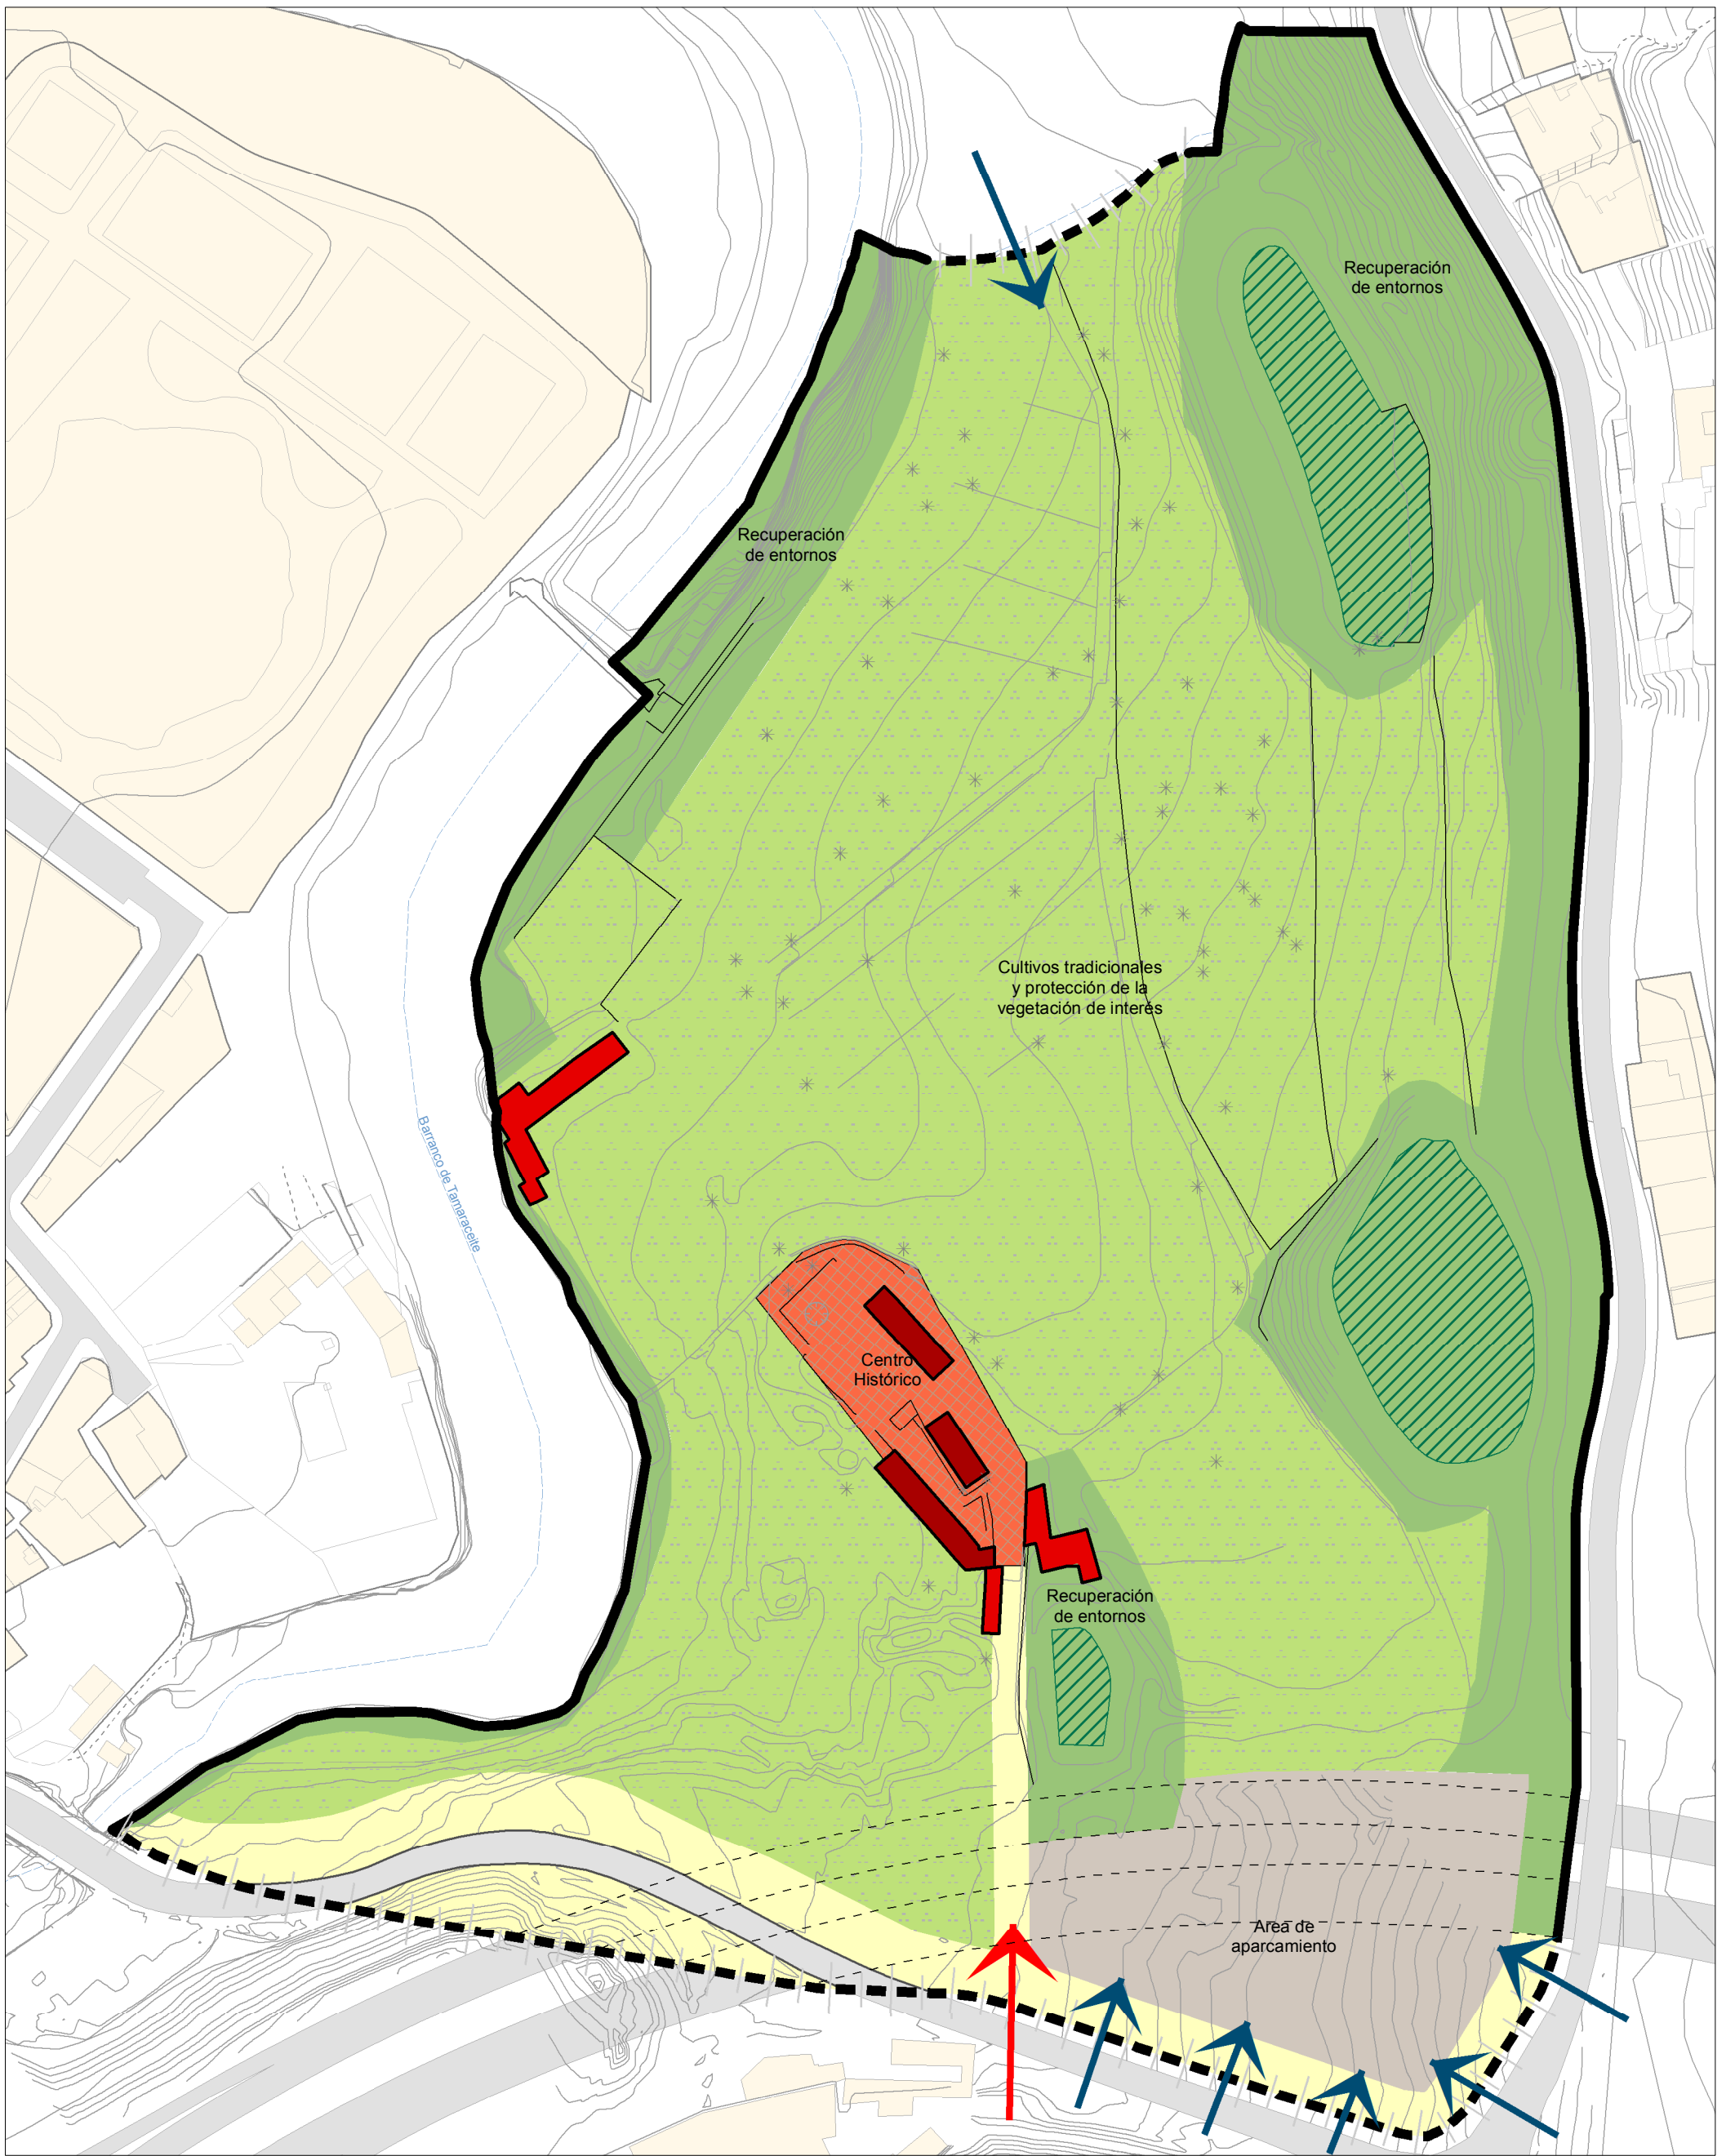 Recuperación
de entornos
Recuperación
de entornos
Cultivos tradicionales
y protección de la
vegetación de interés
Barranco de Tamaraceite
Centro
Histórico
Recuperación
de entornos
Area de
aparcamiento